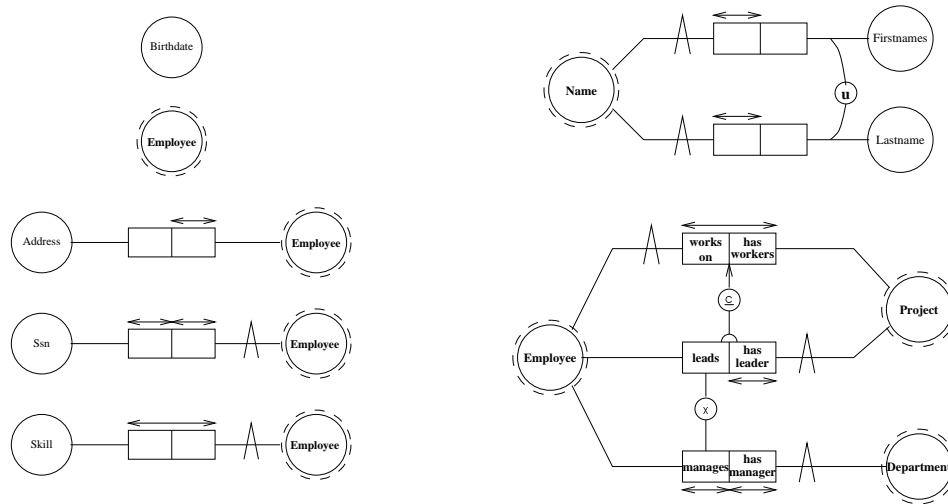 Birthdate
Employee
Address
Employee
Ssn
Employee
Skill
Employee
Firstnames
Name
u
Lastname
works on
has workers
c
Project
Employee
leads
has leader
x
manages
has manager
Department